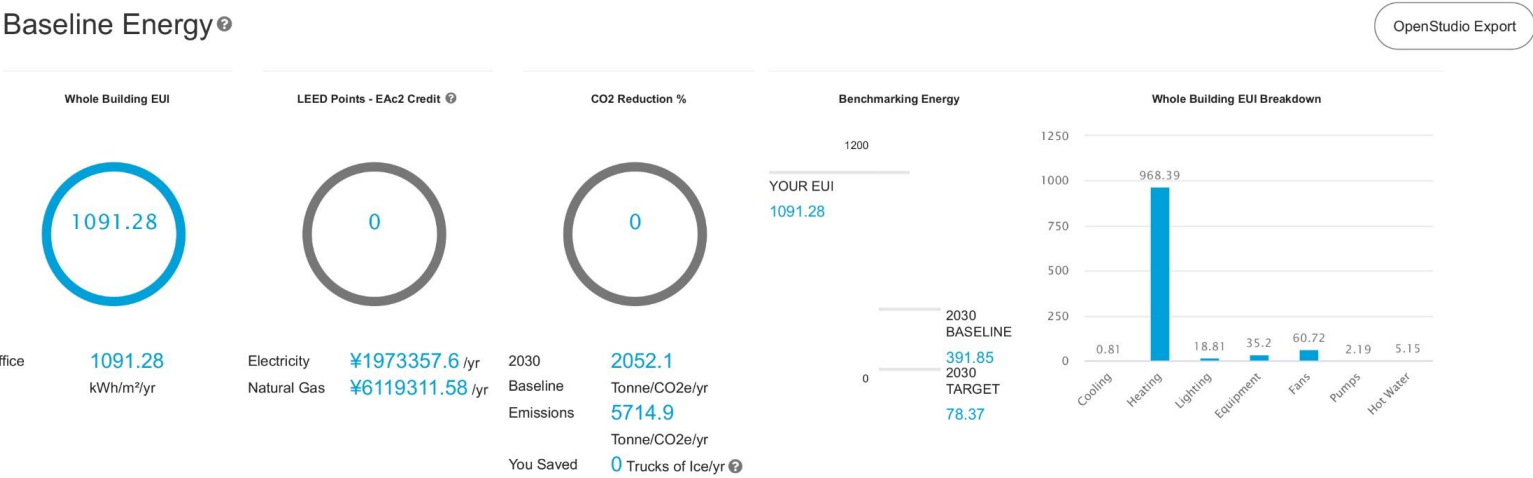 Baseline Energy
OpenStudio Export
Whole Building EUI
1091.28
ffice 1091.28
kWh/m²/yr
LEED Points - EAc2 Credit
0
Electricity ¥1973357.6 /yr
Natural Gas ¥6119311.58 /yr
CO2 Reduction %
0
2030 2052.1
Baseline Tonne/CO2e/yr
Emissions 5714.9
Tonne/CO2e/yr
You Saved 0 Trucks of Ice/yr
Benchmarking Energy
1200
YOUR EUI
1091.28
2030
BASELINE
391.85
0
2030
TARGET
78.37
Whole Building EUI Breakdown
1250
1000
750
500
250
0
0.81
968.39
18.81
35.2
60.72
2.19
5.15
Cooling
Heating
Lighting
Equipment
Fans
Pumps
Hot Water